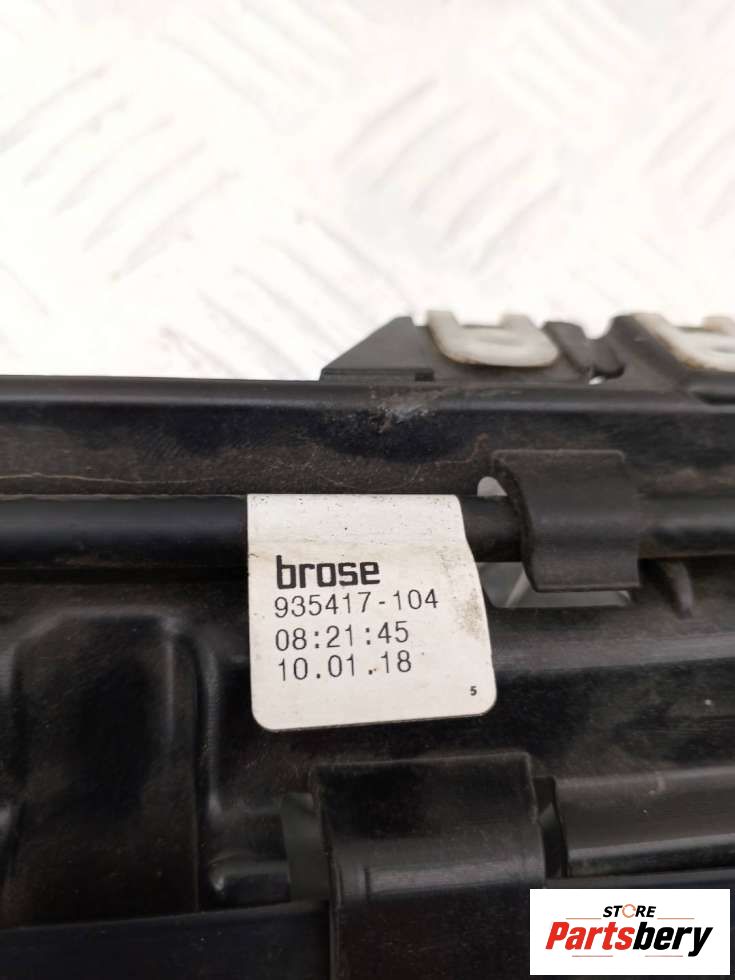 brose
935417-104
08:21:45
10.01.18
5
STORE
Partsbery